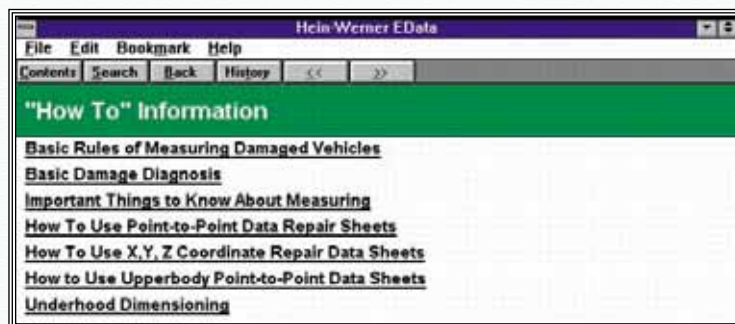 Hein-Werner EData
File Edit Bookmark Help
Contents Search Back History << >>
"How To" Information
Basic Rules of Measuring Damaged Vehicles
Basic Damage Diagnosis
Important Things to Know About Measuring
How To Use Point-to-Point Data Repair Sheets
How To Use X,Y, Z Coordinate Repair Data Sheets
How to Use Upperbody Point-to-Point Data Sheets
Underhood Dimensioning